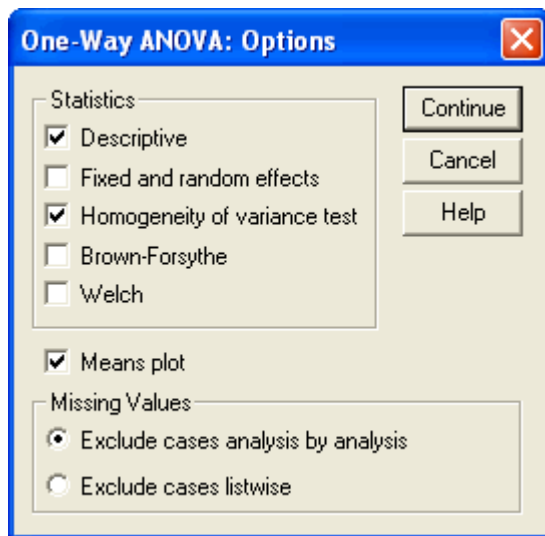 One-Way ANOVA: Options
Statistics
Descriptive
Fixed and random effects
Homogeneity of variance test
Brown-Forsythe
Welch
Continue
Cancel
Help
Means plot
Missing Values
Exclude cases analysis by analysis
Exclude cases listwise